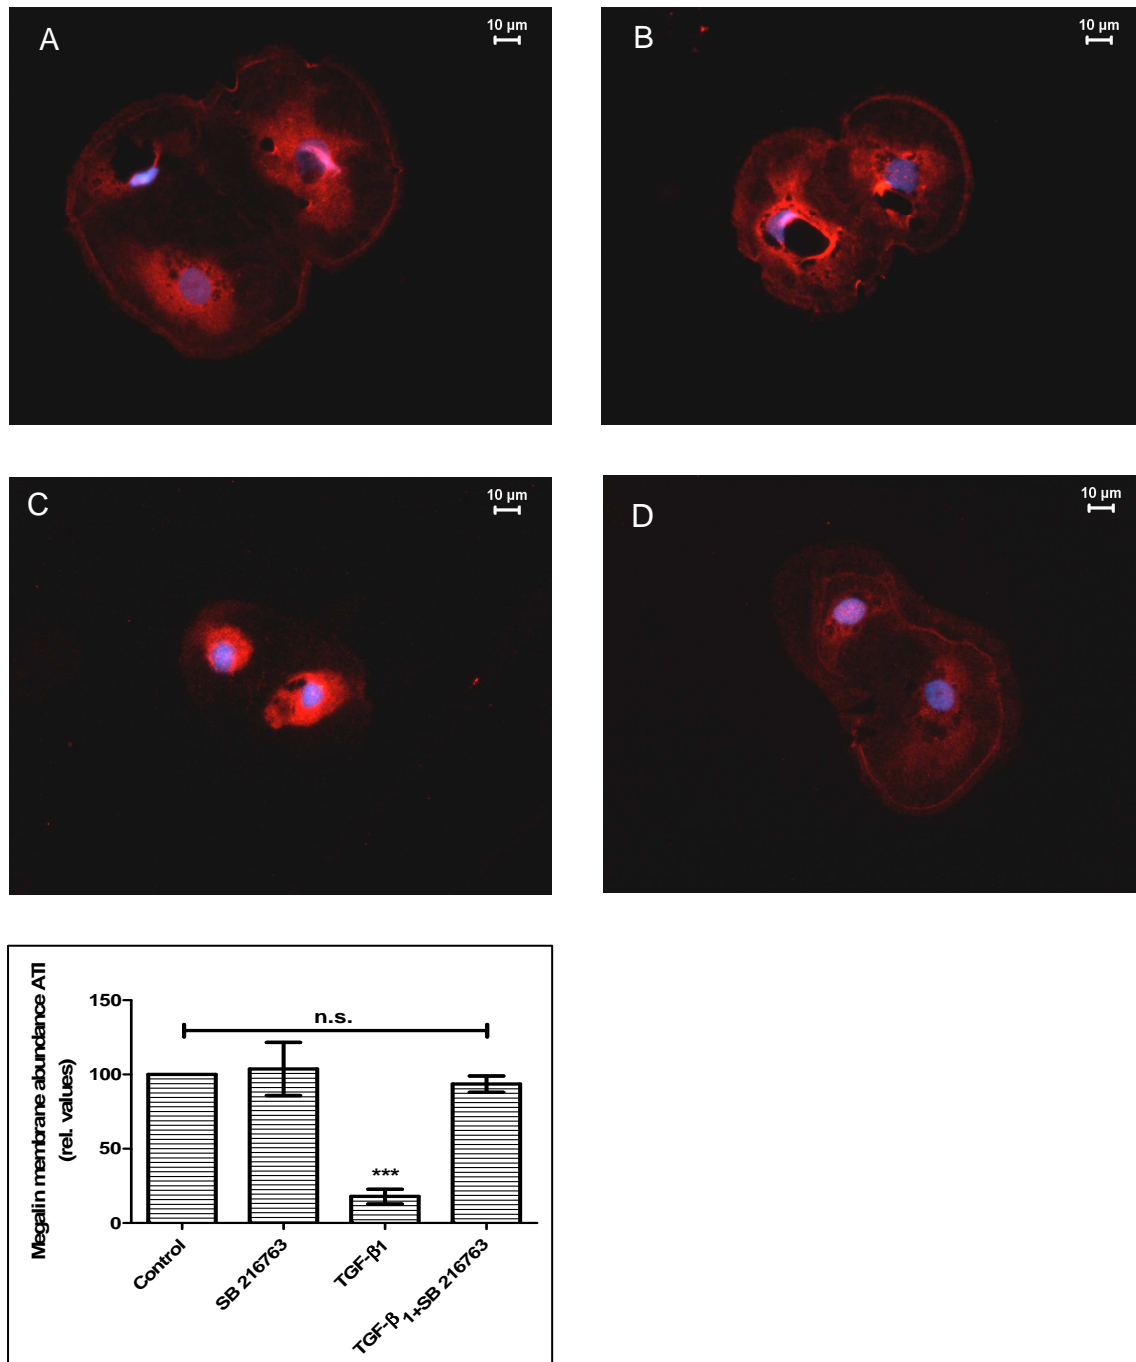 A
10 µm
B
10 µm
C
10 µm
D
10 µm
Megalin membrane abundance ATI
(rel. values)
150
100
50
0
n.s.
***
Control
SB 216763
TGF-β1
TGF-β1+SB 216763